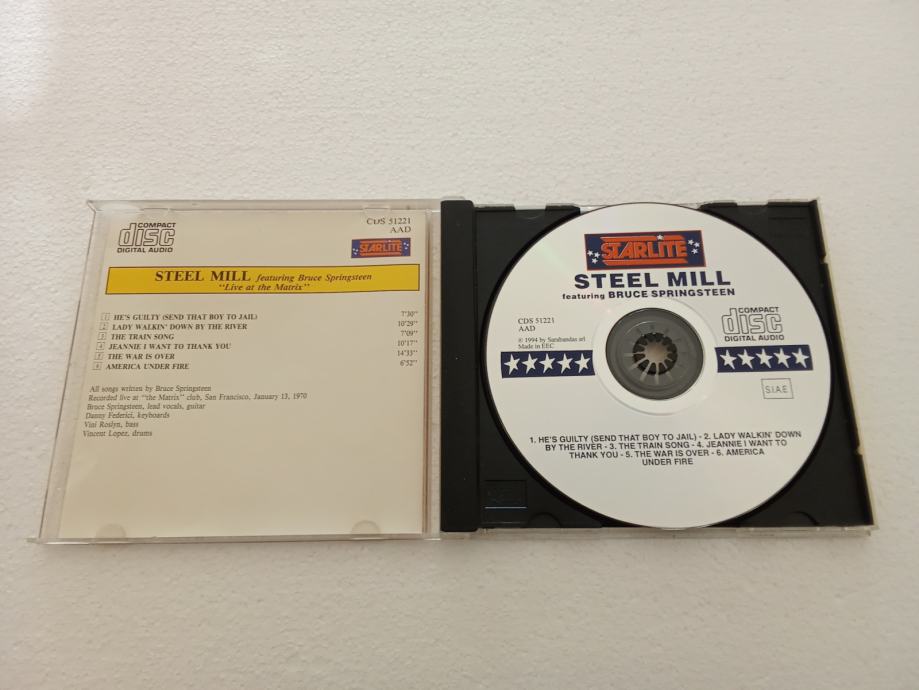 COMPACT
disc
DIGITAL AUDIO
CDS 51221
AAD
STARLITE
STEEL MILL featuring Bruce Springsteen
"Live at the Matrix"
1 HE'S GUILTY (SEND THAT BOY TO JAIL) 7'30"
2 LADY WALKIN' DOWN BY THE RIVER 10'29"
3 THE TRAIN SONG 7'09"
4 JEANNIE I WANT TO THANK YOU 10'17"
5 THE WAR IS OVER 14'33"
6 AMERICA UNDER FIRE 6'52"
All songs written by Bruce Springsteen
Recorded live at "the Matrix" club, San Francisco, January 13, 1970
Bruce Springsteen, lead vocals, guitar
Danny Federici, keyboards
Vini Roslyn, bass
Vincent Lopez, drums
STARLITE
STEEL MILL
featuring BRUCE SPRINGSTEEN
CDS 51221
AAD
℗ 1994 by Sarabandas srl
Made in EEC
COMPACT
disc
DIGITAL AUDIO
S.I.A.E.
1. HE'S GUILTY (SEND THAT BOY TO JAIL) - 2. LADY WALKIN' DOWN
BY THE RIVER - 3. THE TRAIN SONG - 4. JEANNIE I WANT TO
THANK YOU - 5. THE WAR IS OVER - 6. AMERICA
UNDER FIRE